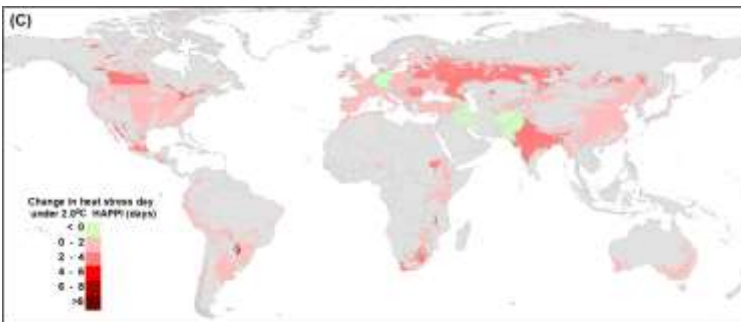 (C)
Change in heat stress day
under 2.0⁰C HAPPI (days)
< 0
0 - 2
2 - 4
4 - 6
6 - 8
>8